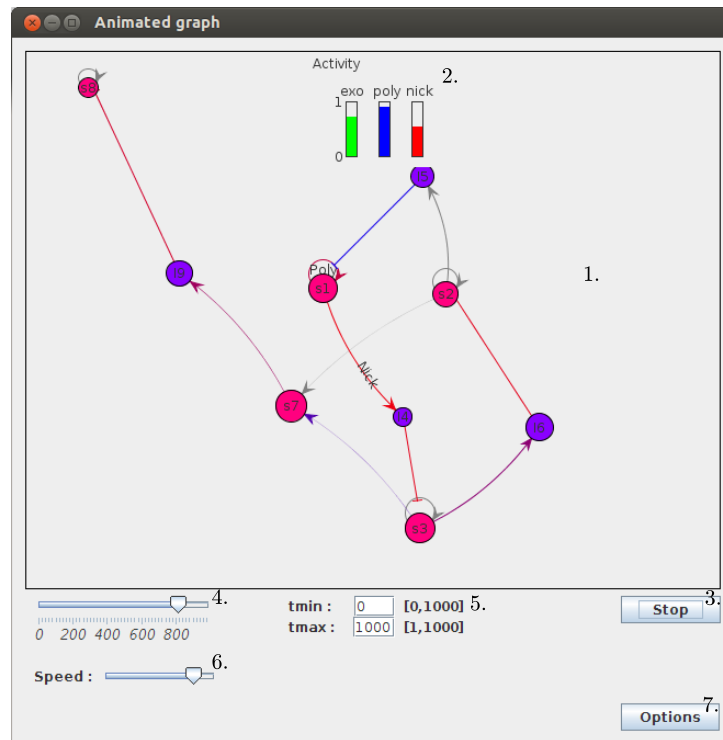 Animated graph
Activity
2.
exo poly nick
1
0
s8
I5
I9
Poly
s1
s2
1.
Nick
s7
I4
I6
s3
4.
tmin : 0 [0,1000] 5.
3.
Stop
tmax : 1000 [1,1000]
0 200 400 600 800
6.
Speed :
7.
Options